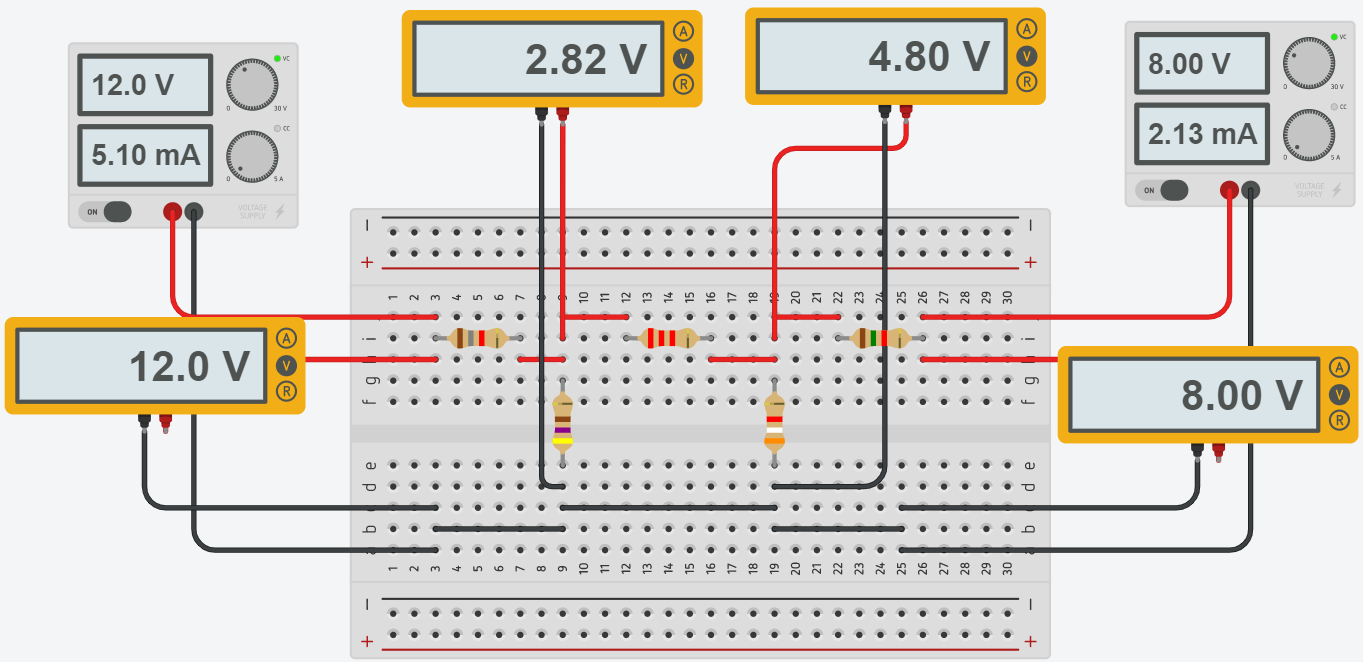 2.82 V
A
V
R
4.80 V
A
V
R
12.0 V
VC
0
30 V
5.10 mA
CC
0
5 A
ON
VOLTAGE
SUPPLY
8.00 V
VC
0
30 V
2.13 mA
CC
0
5 A
ON
VOLTAGE
SUPPLY
12.0 V
A
V
R
8.00 V
A
V
R
− −
+ +
1 2 3 4 5 6 7 8 9 10 11 12 13 14 15 16 17 18 19 20 21 22 23 24 25 26 27 28 29 30
i i
g g
f f
e e
d d
b b
a a
1 2 3 4 5 6 7 8 9 10 11 12 13 14 15 16 17 18 19 20 21 22 23 24 25 26 27 28 29 30
− −
+ +